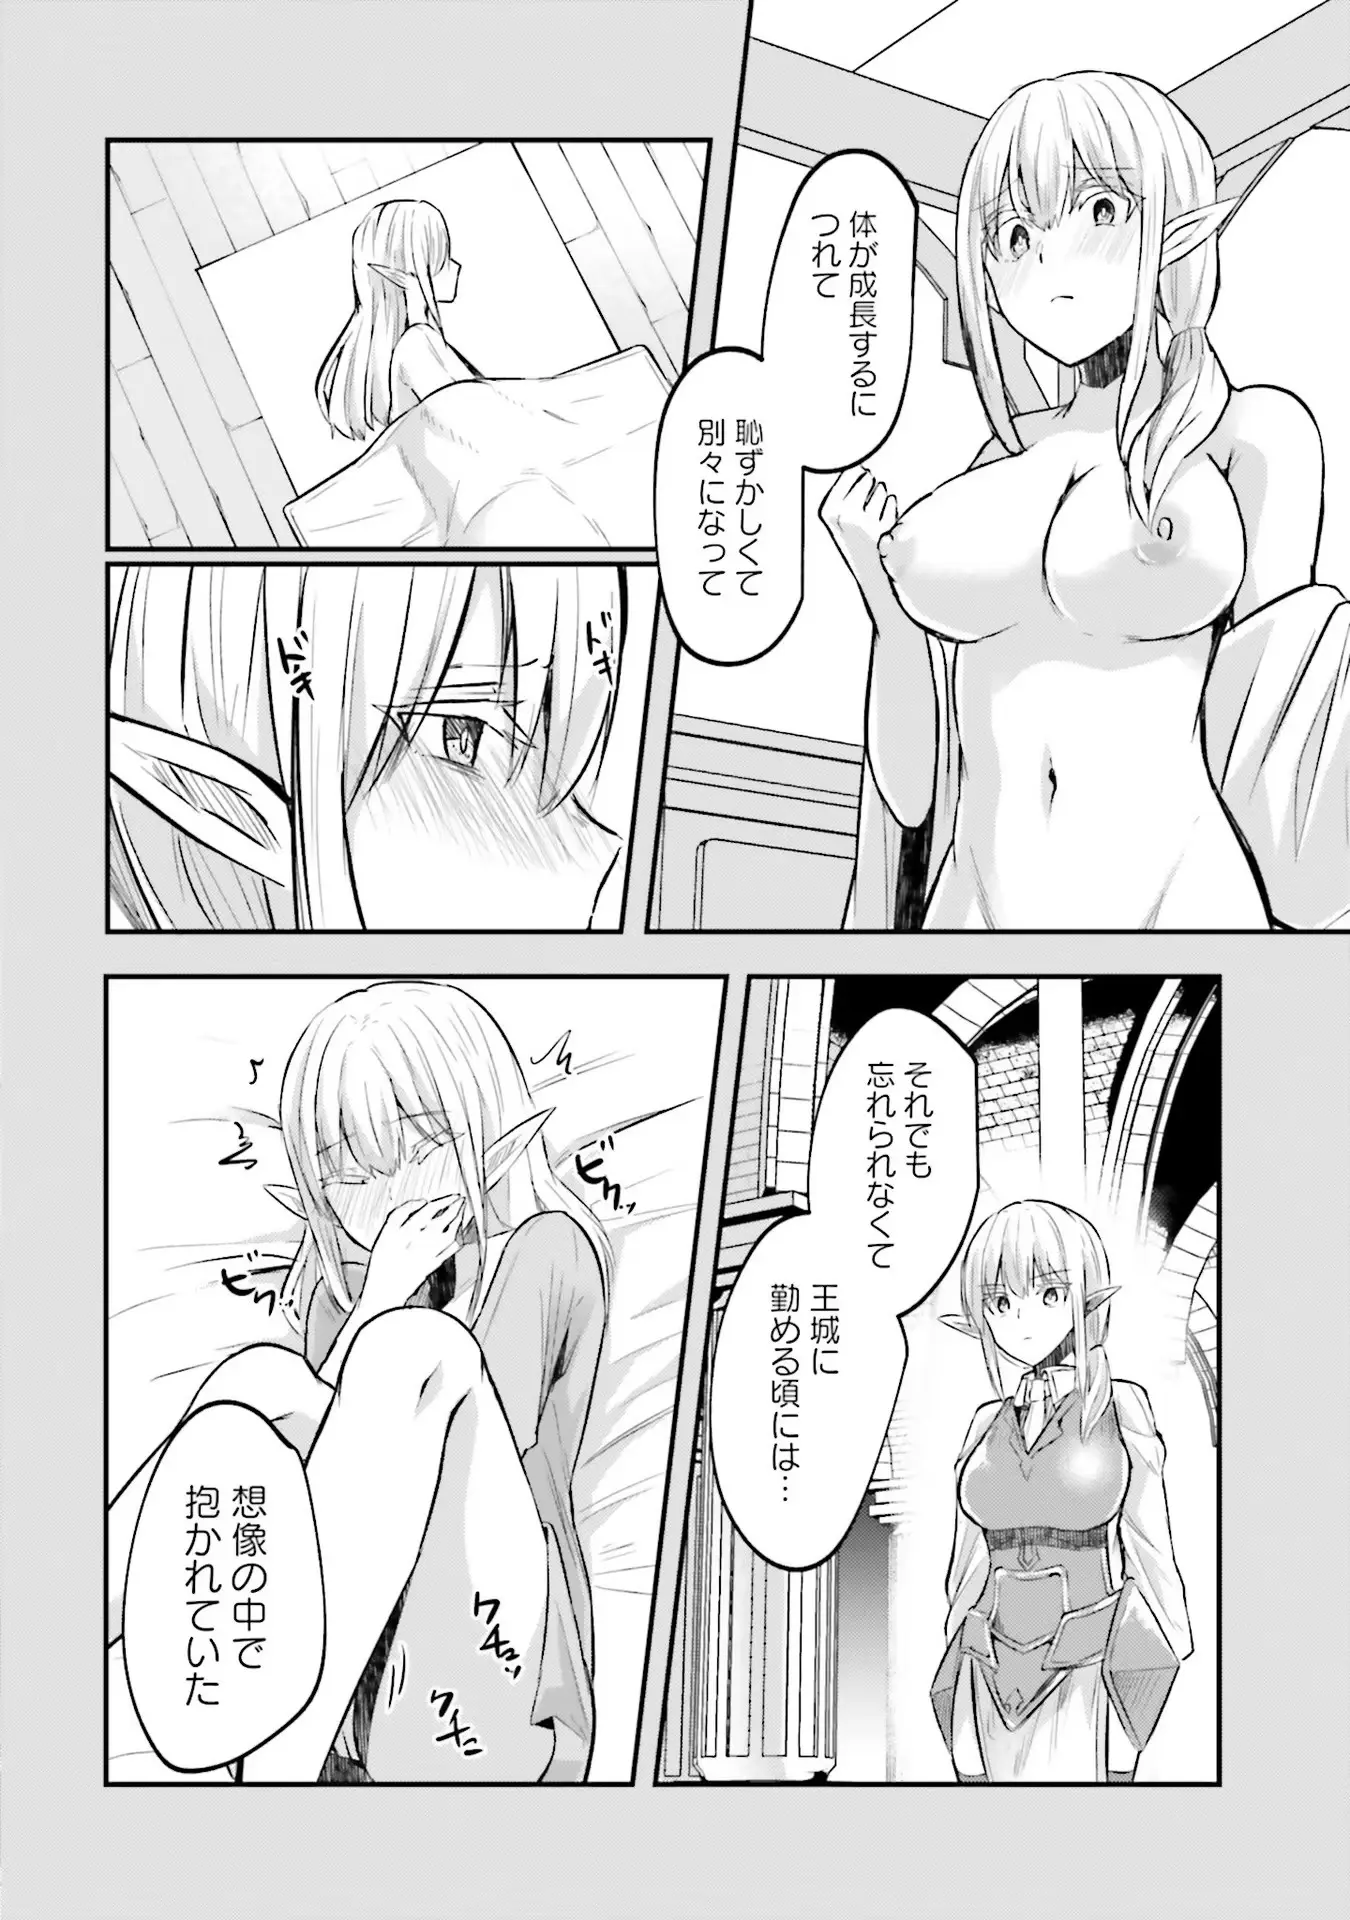 体が成長するに
つれて
恥ずかしくて
別々になって
ドキ
ドキ
それでも
忘れられなくて
王城に
勤める頃には…
ビクッ
ビクン
想像の中で
抱かれていた
クチュッ
クチュ